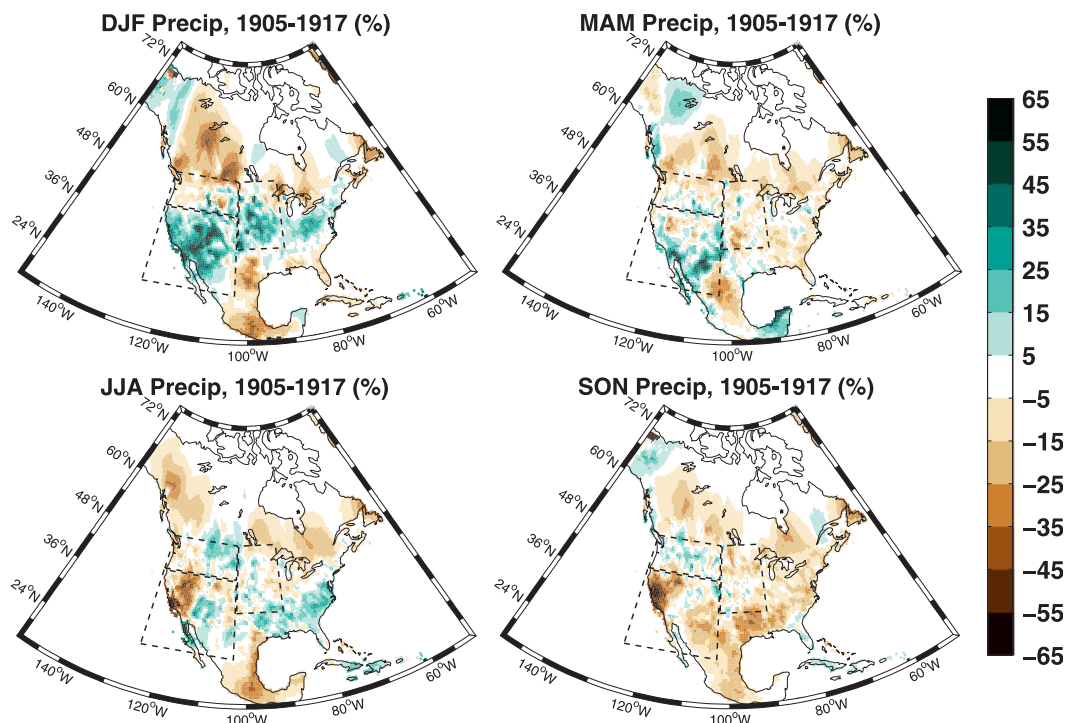 DJF Precip, 1905-1917 (%)
72°N
60°N
48°N
36°N
24°N
140°W
120°W
100°W
80°W
60°W
MAM Precip, 1905-1917 (%)
72°N
60°N
48°N
36°N
24°N
140°W
120°W
100°W
80°W
60°W
JJA Precip, 1905-1917 (%)
72°N
60°N
48°N
36°N
24°N
140°W
120°W
100°W
80°W
60°W
SON Precip, 1905-1917 (%)
72°N
60°N
48°N
36°N
24°N
140°W
120°W
100°W
80°W
60°W
65
55
45
35
25
15
5
−5
−15
−25
−35
−45
−55
−65